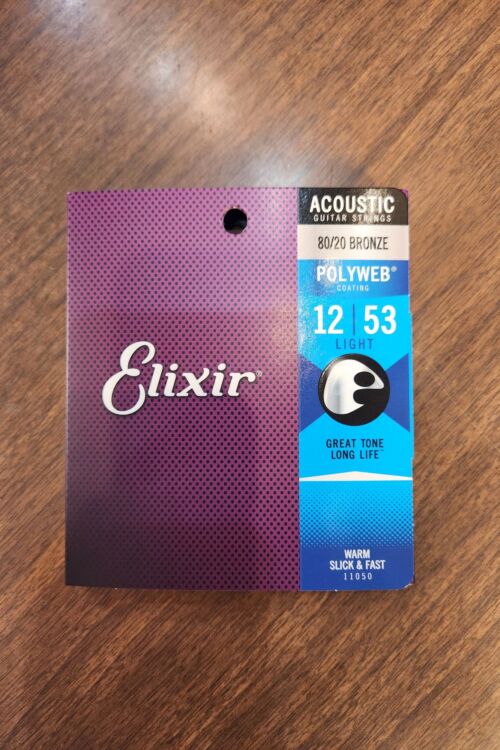 Elixir®
ACOUSTIC
GUITAR STRINGS
80/20 BRONZE
POLYWEB®
COATING
12 | 53
LIGHT
GREAT TONE
LONG LIFE™
WARM
SLICK & FAST
11050